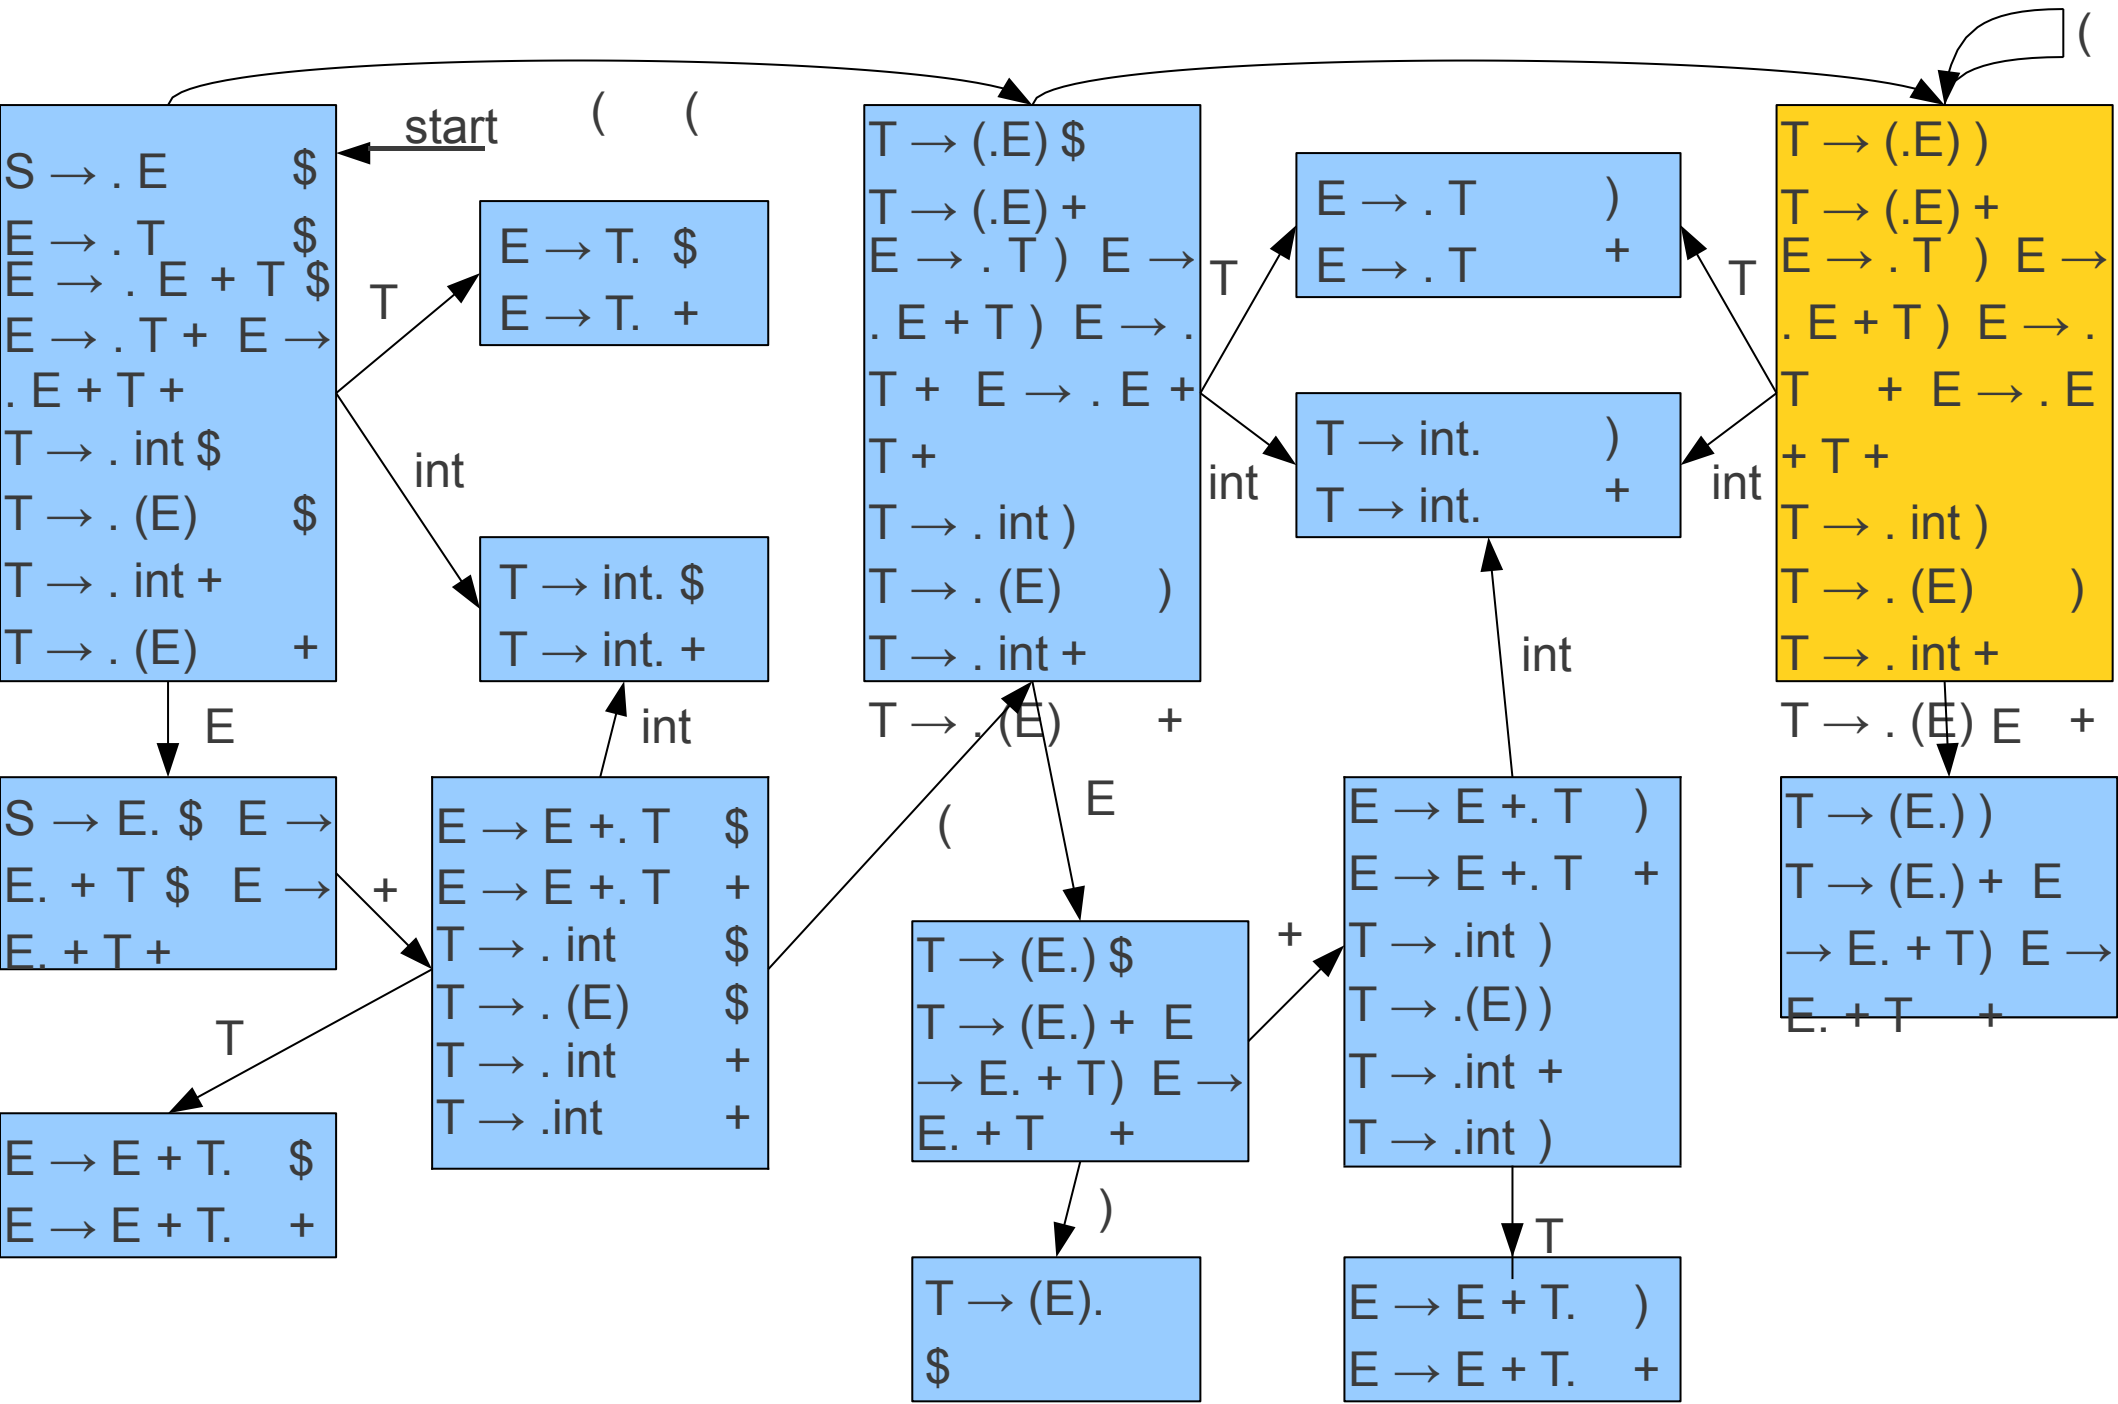 (
start ( (
S → . E $
E → . T $
E → . E + T $
E → . T + E →
. E + T +
T → . int $
T → . (E) $
T → . int +
T → . (E) +
T
E → T. $
E → T. +
int
T → int. $
T → int. +
E
int
S → E. $ E →
E. + T $ E →
E. + T +
+
E → E +. T $
E → E +. T +
T → . int $
T → . (E) $
T → . int +
T → .int +
T
E → E + T. $
E → E + T. +
(
T → (.E) $
T → (.E) +
E → . T ) E →
. E + T ) E → .
T + E → . E +
T +
T → . int )
T → . (E) )
T → . int +
T → . (E) +
T
E → . T )
E → . T +
T
int
T → int. )
T → int. +
int
int
E
T → (E.) $
T → (E.) + E
→ E. + T) E →
E. + T +
)
T → (E).
$
+
E → E +. T )
E → E +. T +
T → .int )
T → .(E) )
T → .int +
T → .int )
T
E → E + T. )
E → E + T. +
T → (.E) )
T → (.E) +
E → . T ) E →
. E + T ) E → .
T + E → . E
+ T +
T → . int )
T → . (E) )
T → . int +
T → . (E) +
E
T → (E.) )
T → (E.) + E
→ E. + T) E →
E. + T +